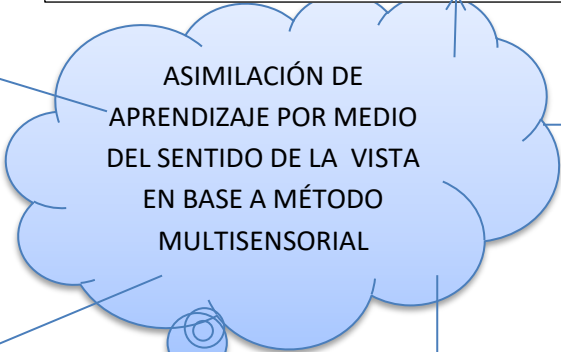 ASIMILACIÓN DE
APRENDIZAJE POR MEDIO
DEL SENTIDO DE LA VISTA
EN BASE A MÉTODO
MULTISENSORIAL